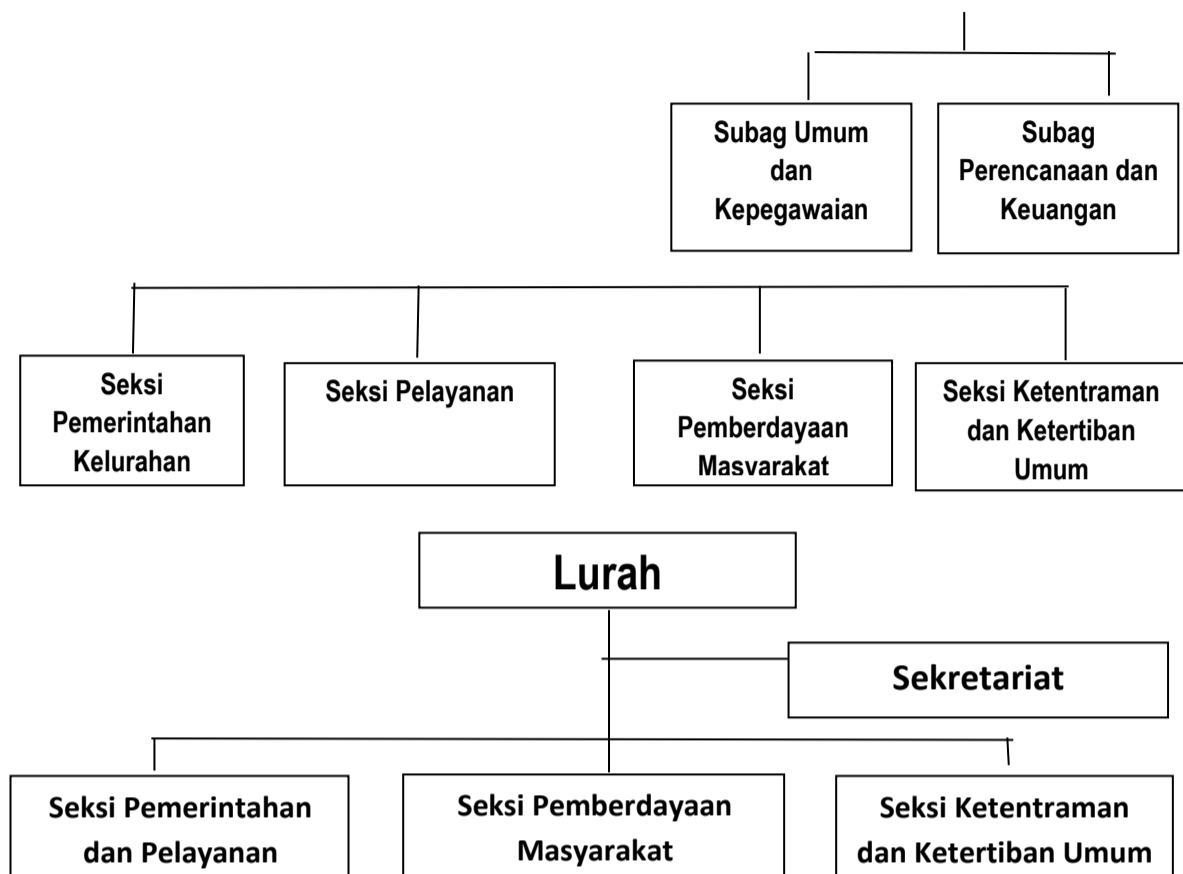 Subag Umum
dan
Kepegawaian
Subag
Perencanaan dan
Keuangan
Seksi
Pemerintahan
Kelurahan
Seksi Pelayanan
Seksi
Pemberdayaan
Masyarakat
Seksi Ketentraman
dan Ketertiban
Umum
Lurah
Sekretariat
Seksi Pemerintahan
dan Pelayanan
Seksi Pemberdayaan
Masyarakat
Seksi Ketentraman
dan Ketertiban Umum